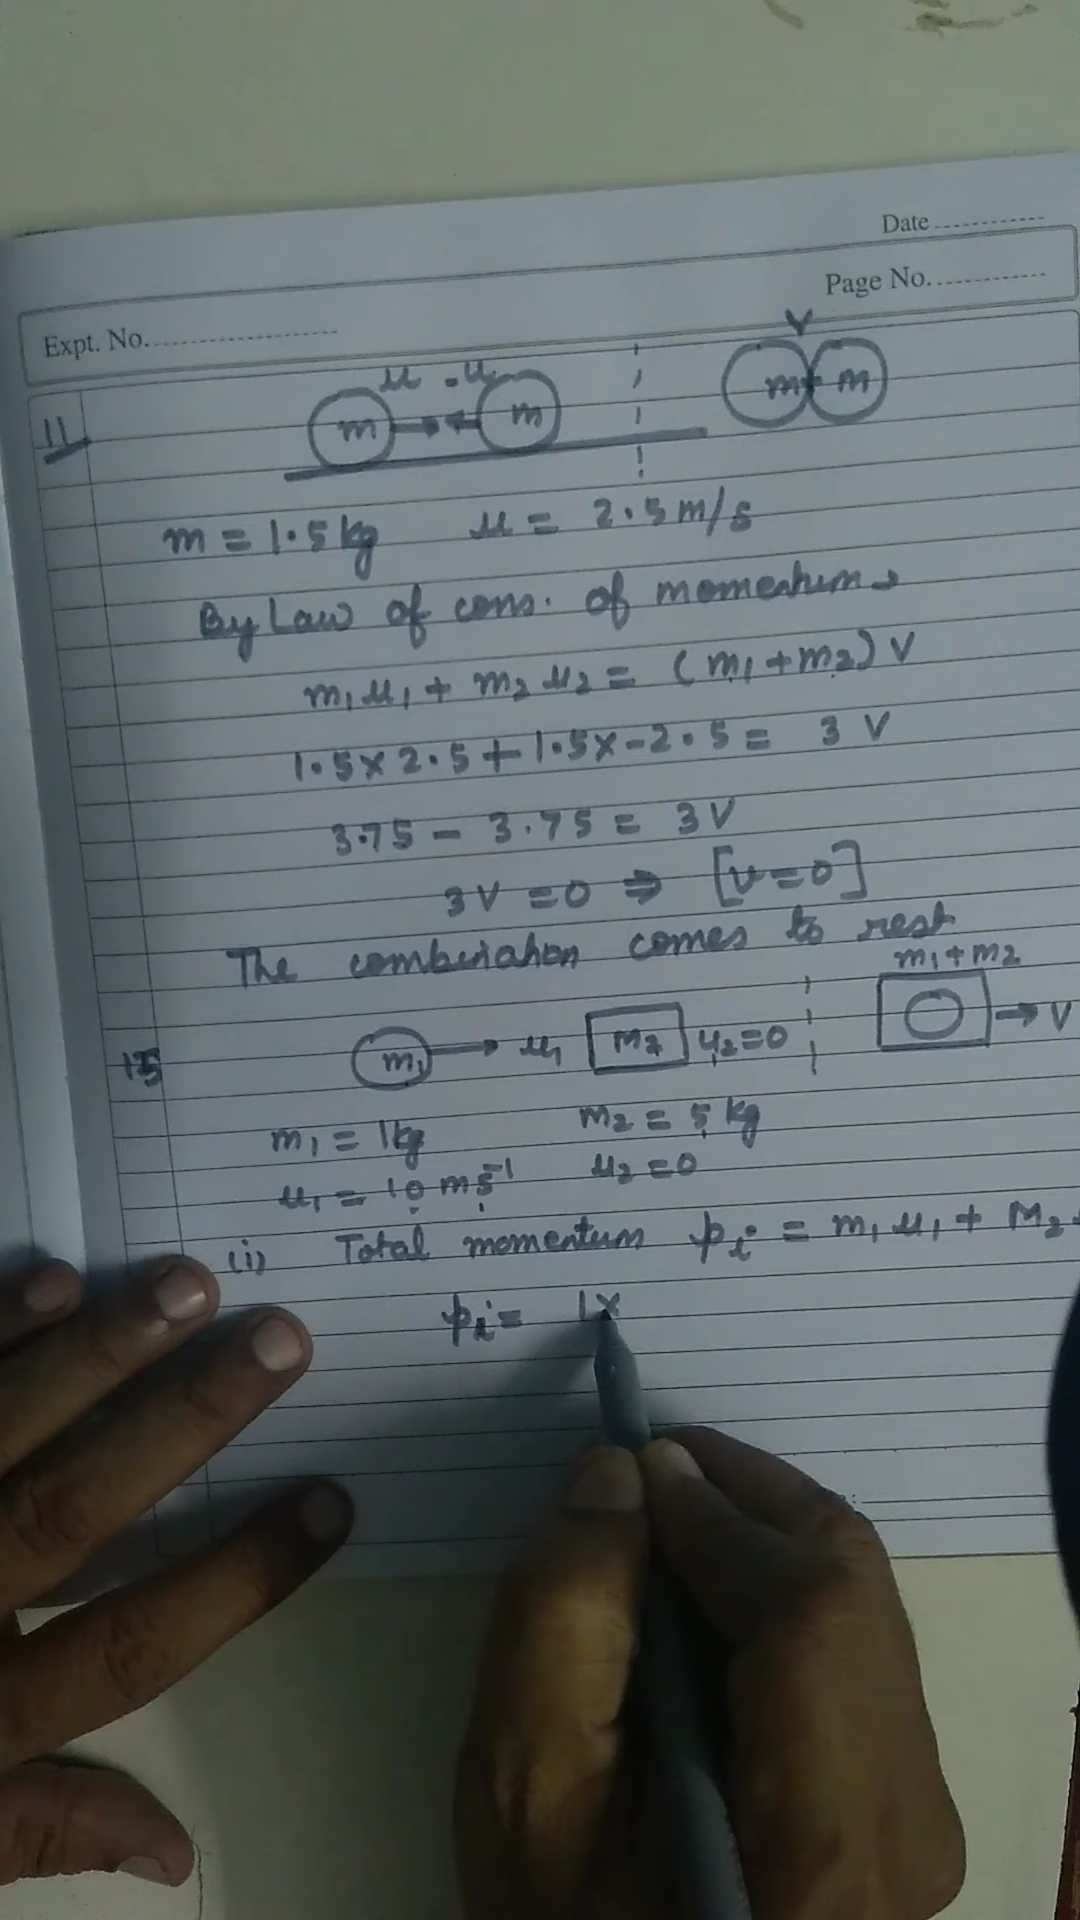 Date
Page No.
Expt. No.
11
u -u v
m m m m
m = 1.5 kg u = 2.5 m/s
By Law of cons. of momentum
m₁u₁ + m₂u₂ = (m₁+m₂) V
1.5 x 2.5 + 1.5 x -2.5 = 3 V
3.75 - 3.75 = 3 V
3V = 0 ⇒ [v=0]
The combination comes to rest
m₁+m₂
15 m₁ → u₁ M₂ u₂=0 → V
m₁ = 1kg m₂ = 5 kg
u₁ = 10 ms⁻¹ u₂ = 0
(i) Total momentum pᵢ = m₁u₁ + M₂
pᵢ = 1x